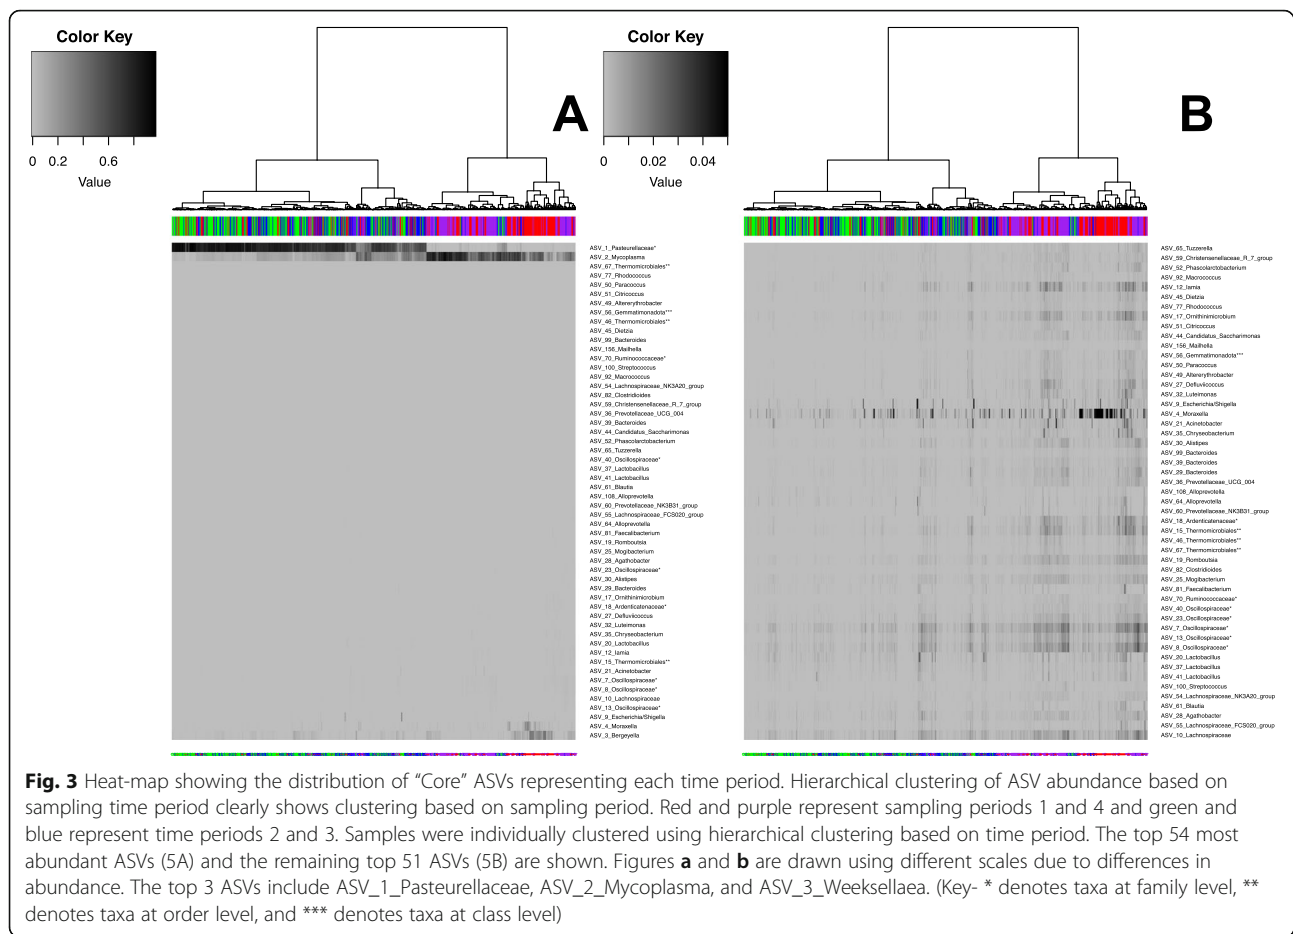 Color Key
0 0.2 0.6
Value
A
ASV_1_Pasteurellaceae*
ASV_2_Mycoplasma
ASV_67_Thermomicrobiales**
ASV_77_Rhodococcus
ASV_50_Paracoccus
ASV_51_Citricoccus
ASV_49_Altererythrobacter
ASV_56_Gemmatimonadota***
ASV_46_Thermomicrobiales**
ASV_45_Dietzia
ASV_99_Bacteroides
ASV_156_Mailhella
ASV_70_Ruminococcaceae*
ASV_100_Streptococcus
ASV_92_Macrococcus
ASV_54_Lachnospiraceae_NK3A20_group
ASV_82_Clostridioides
ASV_59_Christensenellaceae_R_7_group
ASV_36_Prevotellaceae_UCG_004
ASV_39_Bacteroides
ASV_44_Candidatus_Saccharimonas
ASV_52_Phascolarctobacterium
ASV_65_Tuzzerella
ASV_40_Oscillospiraceae*
ASV_37_Lactobacillus
ASV_41_Lactobacillus
ASV_61_Blautia
ASV_108_Alloprevotella
ASV_60_Prevotellaceae_NK3B31_group
ASV_55_Lachnospiraceae_FCS020_group
ASV_64_Alloprevotella
ASV_81_Faecalibacterium
ASV_19_Romboutsia
ASV_25_Mogibacterium
ASV_28_Agathobacter
ASV_23_Oscillospiraceae*
ASV_30_Alistipes
ASV_29_Bacteroides
ASV_17_Ornithinimicrobium
ASV_18_Ardenticatenaceae*
ASV_27_Defluviicoccus
ASV_32_Luteimonas
ASV_35_Chryseobacterium
ASV_20_Lactobacillus
ASV_12_Iamia
ASV_15_Thermomicrobiales**
ASV_21_Acinetobacter
ASV_7_Oscillospiraceae*
ASV_8_Oscillospiraceae*
ASV_10_Lachnospiraceae
ASV_13_Oscillospiraceae*
ASV_9_Escherichia/Shigella
ASV_4_Moraxella
ASV_3_Bergeyella
Color Key
0 0.02 0.04
Value
B
ASV_65_Tuzzerella
ASV_59_Christensenellaceae_R_7_group
ASV_52_Phascolarctobacterium
ASV_92_Macrococcus
ASV_12_Iamia
ASV_45_Dietzia
ASV_77_Rhodococcus
ASV_17_Ornithinimicrobium
ASV_51_Citricoccus
ASV_44_Candidatus_Saccharimonas
ASV_156_Mailhella
ASV_56_Gemmatimonadota***
ASV_50_Paracoccus
ASV_49_Altererythrobacter
ASV_27_Defluviicoccus
ASV_32_Luteimonas
ASV_9_Escherichia/Shigella
ASV_4_Moraxella
ASV_21_Acinetobacter
ASV_35_Chryseobacterium
ASV_30_Alistipes
ASV_99_Bacteroides
ASV_39_Bacteroides
ASV_29_Bacteroides
ASV_36_Prevotellaceae_UCG_004
ASV_108_Alloprevotella
ASV_64_Alloprevotella
ASV_60_Prevotellaceae_NK3B31_group
ASV_18_Ardenticatenaceae*
ASV_15_Thermomicrobiales**
ASV_46_Thermomicrobiales**
ASV_67_Thermomicrobiales**
ASV_19_Romboutsia
ASV_82_Clostridioides
ASV_25_Mogibacterium
ASV_81_Faecalibacterium
ASV_70_Ruminococcaceae*
ASV_40_Oscillospiraceae*
ASV_23_Oscillospiraceae*
ASV_7_Oscillospiraceae*
ASV_13_Oscillospiraceae*
ASV_8_Oscillospiraceae*
ASV_20_Lactobacillus
ASV_37_Lactobacillus
ASV_41_Lactobacillus
ASV_100_Streptococcus
ASV_54_Lachnospiraceae_NK3A20_group
ASV_61_Blautia
ASV_28_Agathobacter
ASV_55_Lachnospiraceae_FCS020_group
ASV_10_Lachnospiraceae
Fig. 3 Heat-map showing the distribution of “Core” ASVs representing each time period. Hierarchical clustering of ASV abundance based on
sampling time period clearly shows clustering based on sampling period. Red and purple represent sampling periods 1 and 4 and green and
blue represent time periods 2 and 3. Samples were individually clustered using hierarchical clustering based on time period. The top 54 most
abundant ASVs (5A) and the remaining top 51 ASVs (5B) are shown. Figures a and b are drawn using different scales due to differences in
abundance. The top 3 ASVs include ASV_1_Pasteurellaceae, ASV_2_Mycoplasma, and ASV_3_Weeksellaea. (Key- * denotes taxa at family level, **
denotes taxa at order level, and *** denotes taxa at class level)